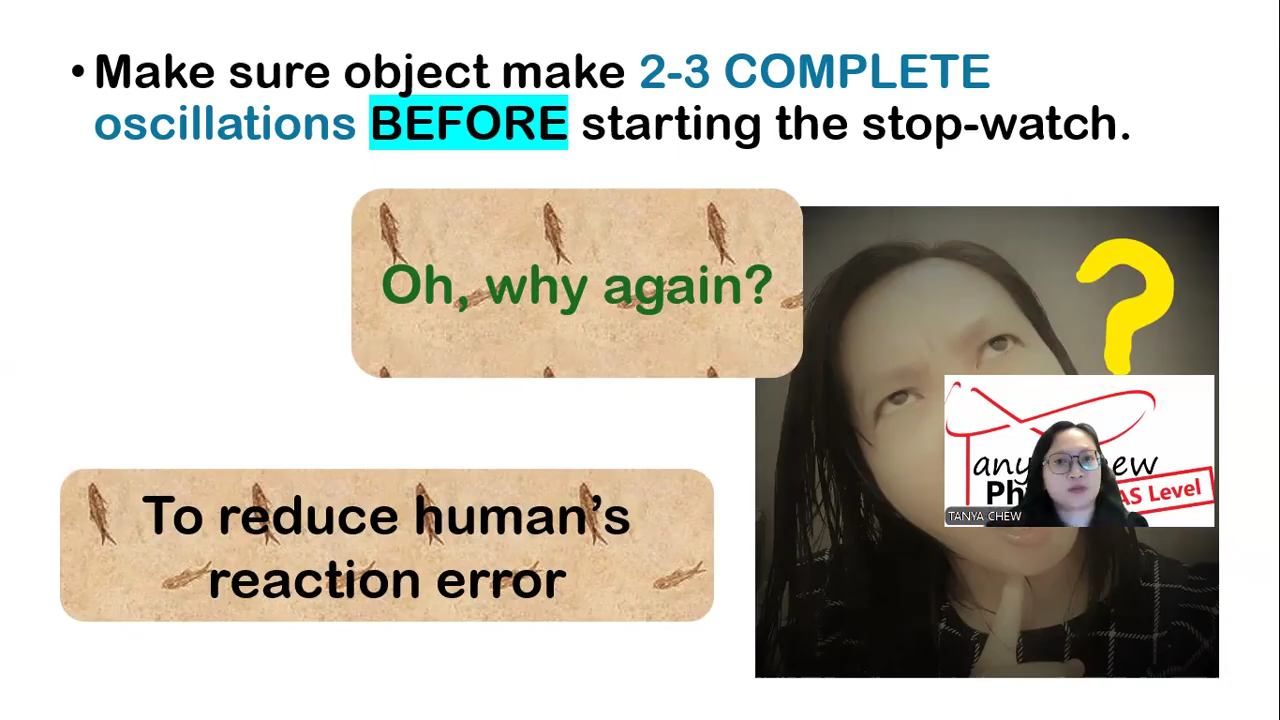 • Make sure object make 2-3 COMPLETE
oscillations BEFORE starting the stop-watch.
Oh, why again?
?
To reduce human’s
reaction error
AS Level
TANYA CHEW